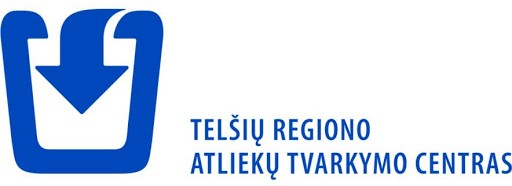 TELŠIŲ REGIONO
ATLIEKŲ TVARKYMO CENTRAS